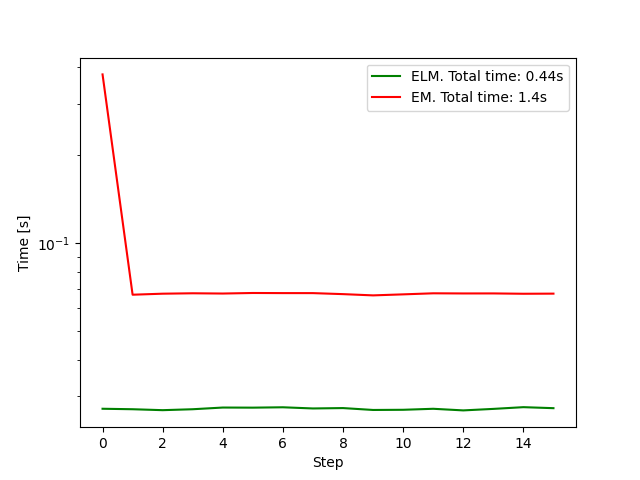 ELM. Total time: 0.44s
EM. Total time: 1.4s
Time [s]
10⁻¹
0 2 4 6 8 10 12 14
Step